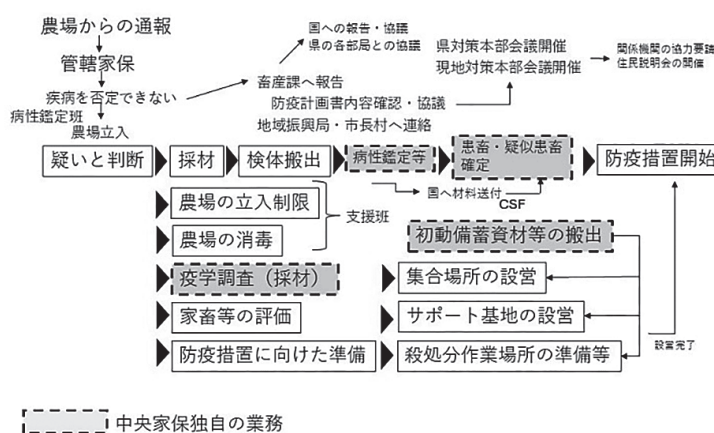 農場からの通報
管轄家保
疾病を否定できない
病性鑑定班
農場立入
国への報告・協議
県の各部局との協議
畜産課へ報告
防疫計画書内容確認・協議
地域振興局・市長村へ連絡
県対策本部会議開催
現地対策本部会議開催
関係機関の協力要請
住民説明会の開催
疑いと判断
採材
検体搬出
病性鑑定等
患畜・疑似患畜
確定
防疫措置開始
国へ材料送付
CSF
農場の立入制限
農場の消毒
支援班
疫学調査(採材)
家畜等の評価
防疫措置に向けた準備
初動備蓄資材等の搬出
集合場所の設営
サポート基地の設営
殺処分作業場所の準備等
設営完了
中央家保独自の業務